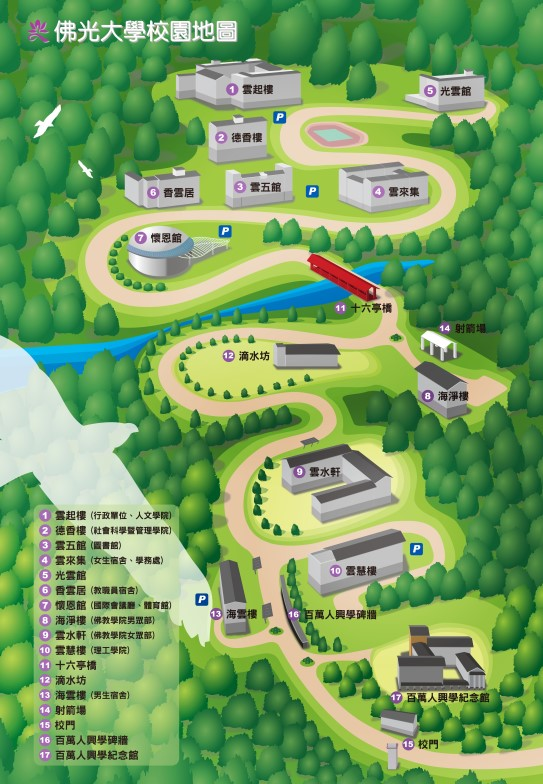 佛光大學校園地圖
1 雲起樓
5 光雲館
P
2 德香樓
6 香雲居
3 雲五館
P
4 雲來集
7 懷恩館
P
11 十六亭橋
14 射箭場
12 滴水坊
8 海淨樓
9 雲水軒
10 雲慧樓
P
P
13 海雲樓
16 百萬人興學碑牆
17 百萬人興學紀念館
15 校門
1 雲起樓 (行政單位、人文學院)
2 德香樓 (社會科學暨管理學院)
3 雲五館 (圖書館)
4 雲來集 (女生宿舍、學務處)
5 光雲館
6 香雲居 (教職員宿舍)
7 懷恩館 (國際會議廳、體育館)
8 海淨樓 (佛教學院男眾部)
9 雲水軒 (佛教學院女眾部)
10 雲慧樓 (理工學院)
11 十六亭橋
12 滴水坊
13 海雲樓 (男生宿舍)
14 射箭場
15 校門
16 百萬人興學碑牆
17 百萬人興學紀念館